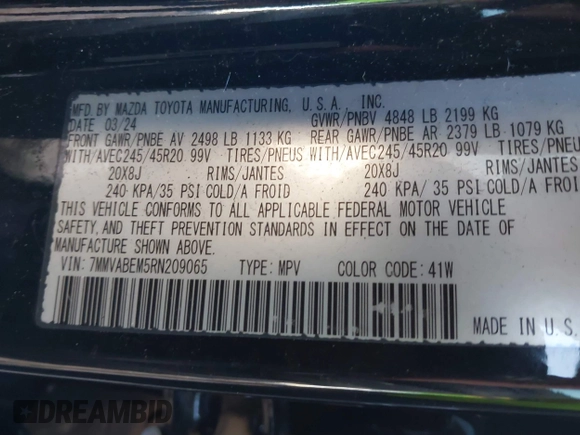 MFD BY MAZDA TOYOTA MANUFACTURING, U.S.A., INC.
DATE 03/24 GVWR/PNBV 4848 LB 2199 KG
FRONT GAWR/PNBE AV 2498 LB 1133 KG REAR GAWR/PNBE AR 2379 LB 1079 KG
WITH/AVEC245/45R20 99V TIRES/PNEUS WITH/AVEC245/45R20 99V TIRES/PNEUS
20X8J RIMS/JANTES 20X8J RIMS/JANTES
240 KPA/ 35 PSI COLD/A FROID 240 KPA/ 35 PSI COLD/A FROID
THIS VEHICLE CONFORMS TO ALL APPLICABLE FEDERAL MOTOR VEHICLE
SAFETY, AND THEFT PREVENTION STANDARDS IN EFFECT ON THE DATE OF
MANUFACTURE SHOWN ABOVE.
VIN: 7MMVABEM5RN209065 TYPE: MPV COLOR CODE: 41W
MADE IN U.S.
DREAMBID